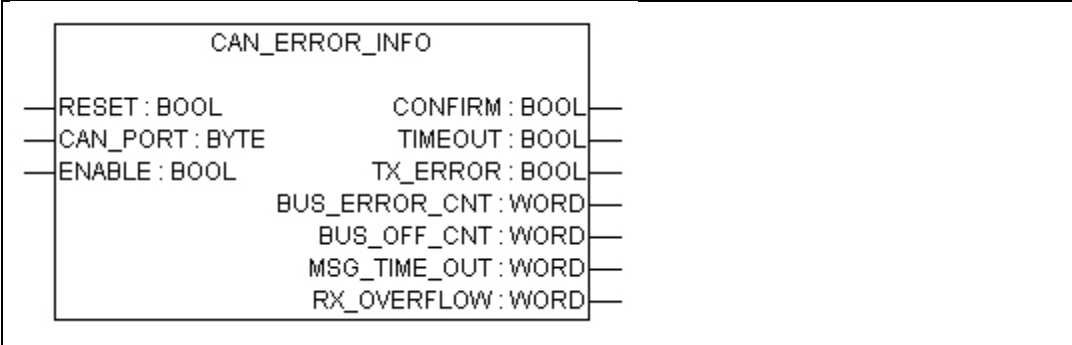 CAN_ERROR_INFO
RESET : BOOL CONFIRM : BOOL
CAN_PORT : BYTE TIMEOUT : BOOL
ENABLE : BOOL TX_ERROR : BOOL
BUS_ERROR_CNT : WORD
BUS_OFF_CNT : WORD
MSG_TIME_OUT : WORD
RX_OVERFLOW : WORD